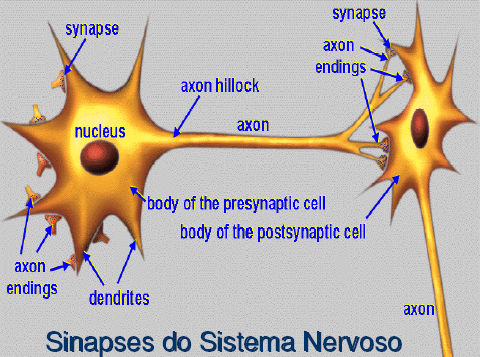 synapse
synapse
axon
endings
axon hillock
nucleus
axon
body of the presynaptic cell
body of the postsynaptic cell
axon
endings
dendrites
axon
Sinapses do Sistema Nervoso